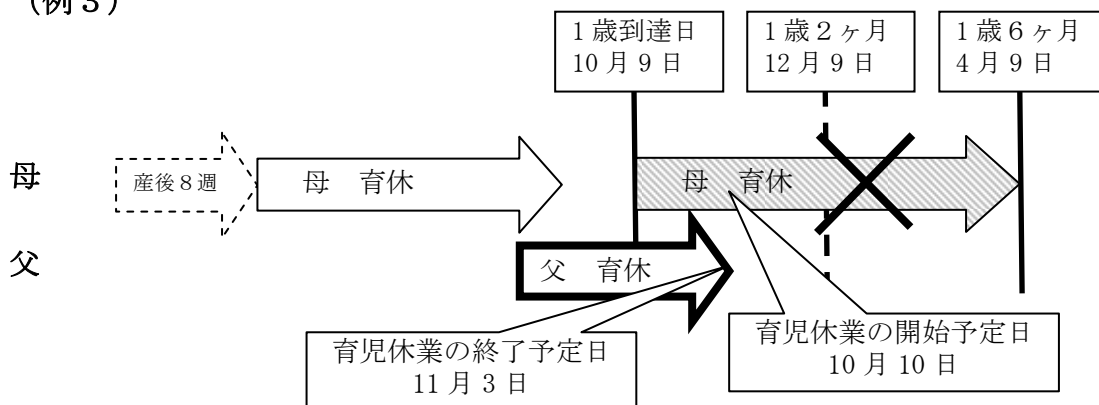 （例３）
１歳到達日
10月９日
１歳２ヶ月
12月９日
１歳６ヶ月
４月９日
母
産後８週
母　育休
母　育休
父
父　育休
育児休業の終了予定日
11月３日
育児休業の開始予定日
10月10日